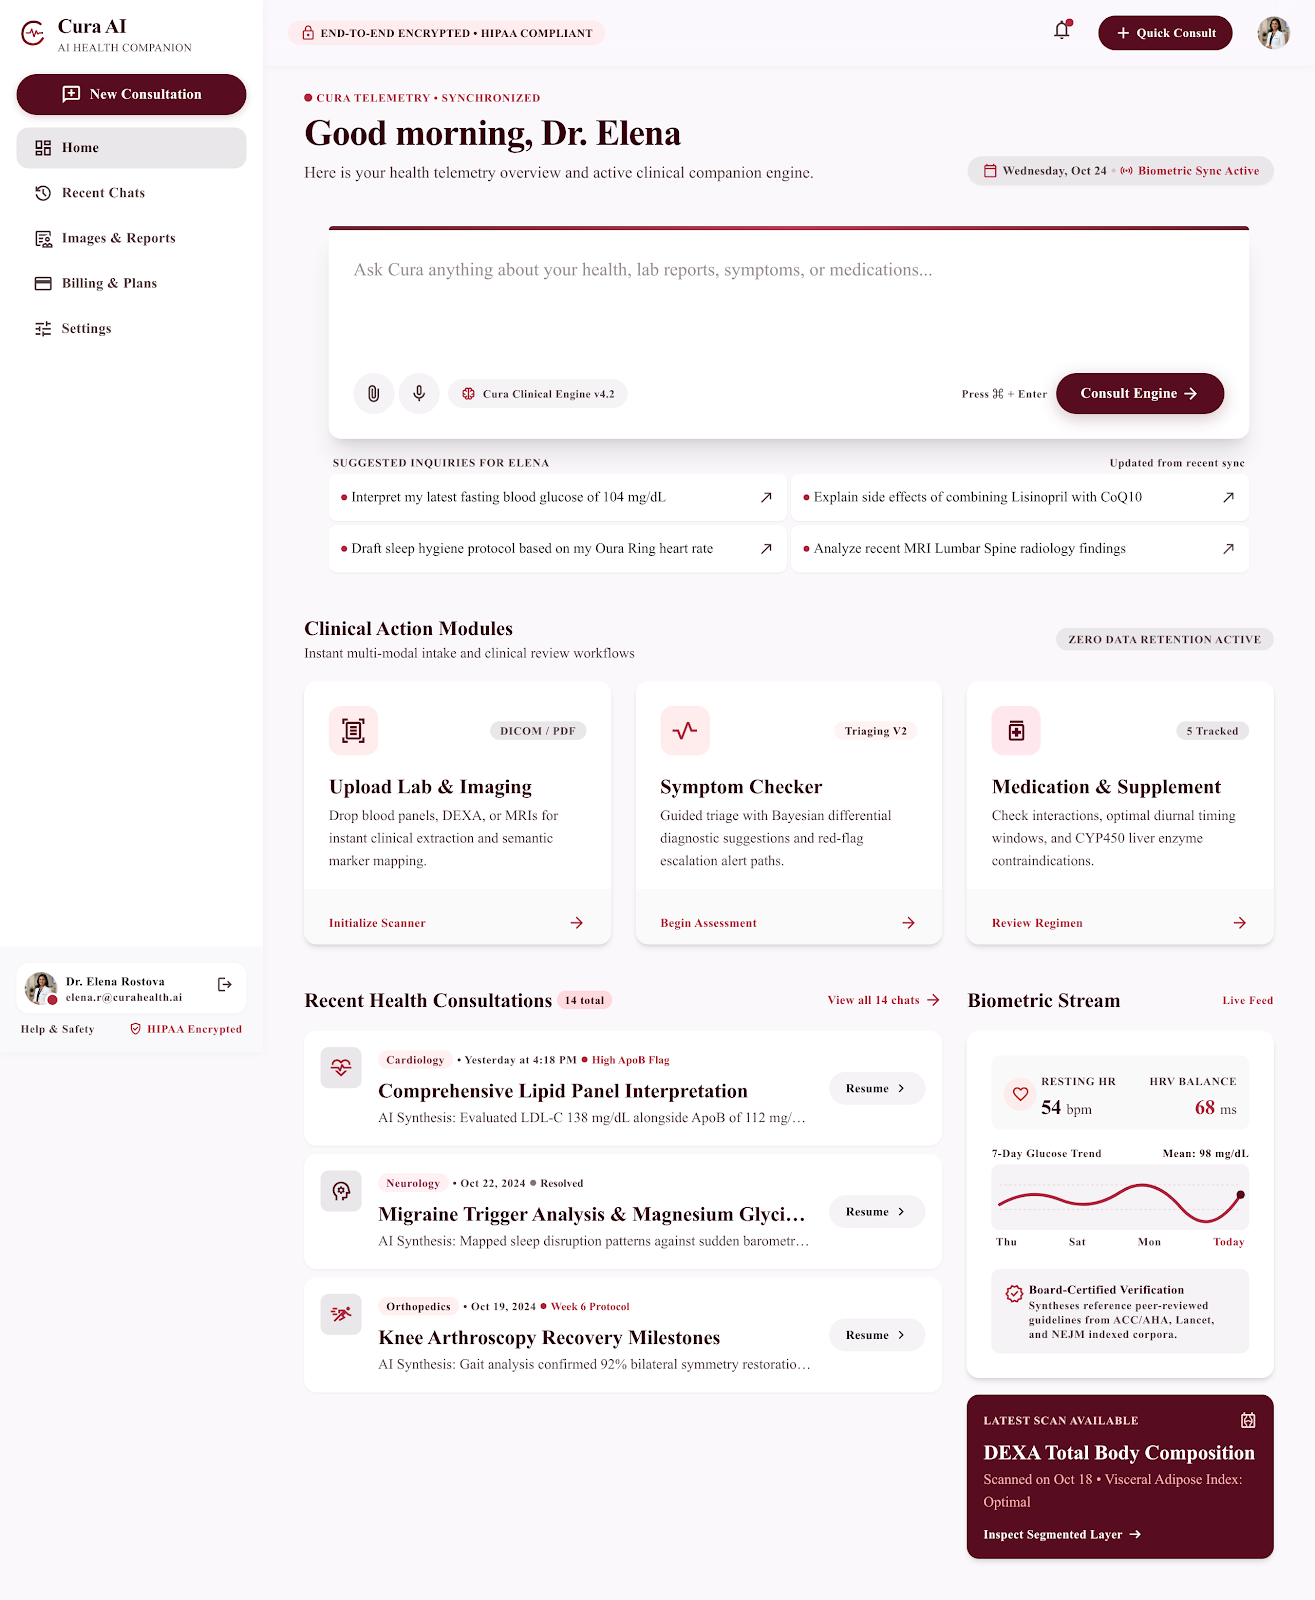 Cura AI
AI HEALTH COMPANION
New Consultation
Home
Recent Chats
Images & Reports
Billing & Plans
Settings
Dr. Elena Rostova
elena.r@curahealth.ai
Help & Safety
HIPAA Encrypted
END-TO-END ENCRYPTED • HIPAA COMPLIANT
Quick Consult
CURA TELEMETRY • SYNCHRONIZED
Good morning, Dr. Elena
Here is your health telemetry overview and active clinical companion engine.
Wednesday, Oct 24 • Biometric Sync Active
Ask Cura anything about your health, lab reports, symptoms, or medications...
Cura Clinical Engine v4.2
Press ⌘ + Enter
Consult Engine
SUGGESTED INQUIRIES FOR ELENA
Updated from recent sync
Interpret my latest fasting blood glucose of 104 mg/dL
Explain side effects of combining Lisinopril with CoQ10
Draft sleep hygiene protocol based on my Oura Ring heart rate
Analyze recent MRI Lumbar Spine radiology findings
Clinical Action Modules
Instant multi-modal intake and clinical review workflows
ZERO DATA RETENTION ACTIVE
DICOM / PDF
Upload Lab & Imaging
Drop blood panels, DEXA, or MRIs for
instant clinical extraction and semantic
marker mapping.
Initialize Scanner
Triaging V2
Symptom Checker
Guided triage with Bayesian differential
diagnostic suggestions and red-flag
escalation alert paths.
Begin Assessment
5 Tracked
Medication & Supplement
Check interactions, optimal diurnal timing
windows, and CYP450 liver enzyme
contraindications.
Review Regimen
Recent Health Consultations
14 total
View all 14 chats
Cardiology • Yesterday at 4:18 PM • High ApoB Flag
Comprehensive Lipid Panel Interpretation
AI Synthesis: Evaluated LDL-C 138 mg/dL alongside ApoB of 112 mg/…
Resume
Neurology • Oct 22, 2024 • Resolved
Migraine Trigger Analysis & Magnesium Glyci…
AI Synthesis: Mapped sleep disruption patterns against sudden barometr…
Resume
Orthopedics • Oct 19, 2024 • Week 6 Protocol
Knee Arthroscopy Recovery Milestones
AI Synthesis: Gait analysis confirmed 92% bilateral symmetry restoratio…
Resume
Biometric Stream
Live Feed
RESTING HR
54 bpm
HRV BALANCE
68 ms
7-Day Glucose Trend
Mean: 98 mg/dL
Thu Sat Mon Today
Board-Certified Verification
Syntheses reference peer-reviewed
guidelines from ACC/AHA, Lancet,
and NEJM indexed corpora.
LATEST SCAN AVAILABLE
DEXA Total Body Composition
Scanned on Oct 18 • Visceral Adipose Index:
Optimal
Inspect Segmented Layer